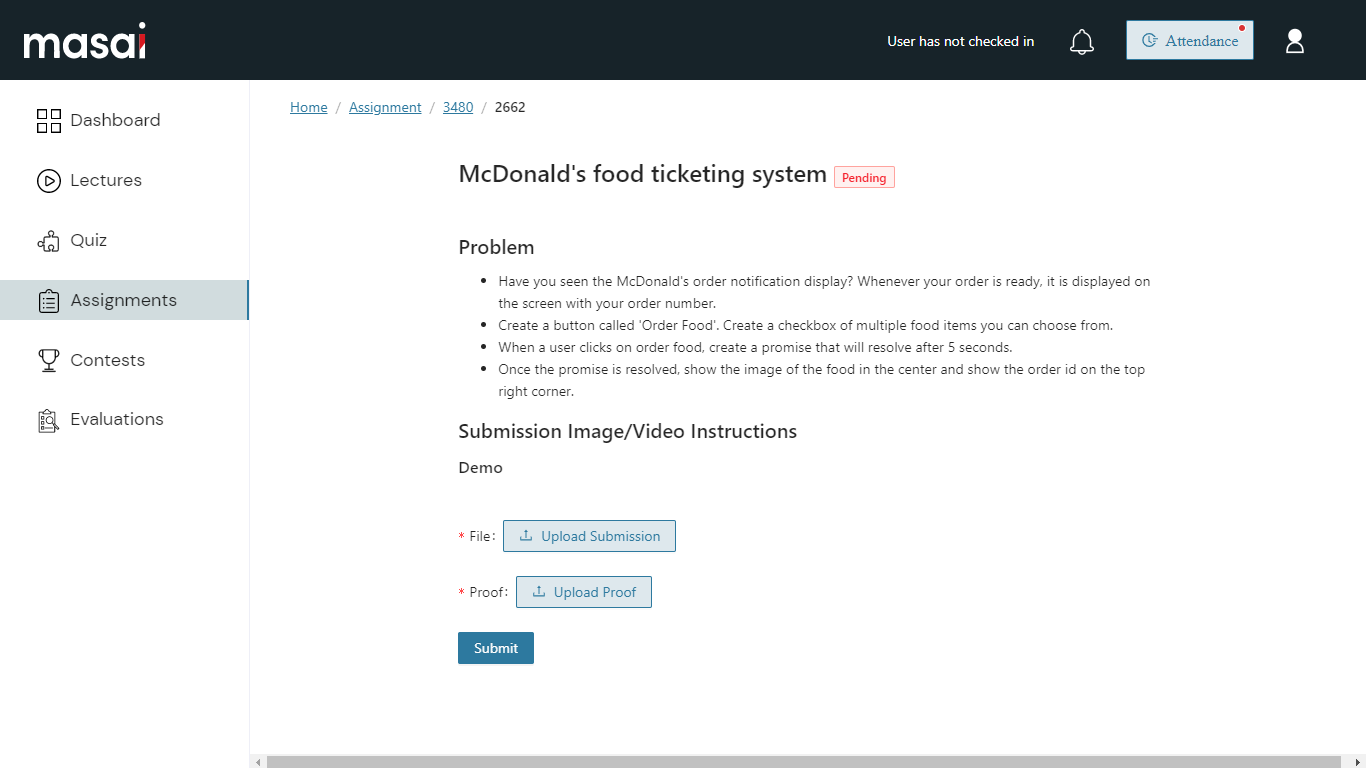 masai
User has not checked in
Attendance
Dashboard
Lectures
Quiz
Assignments
Contests
Evaluations
Home / Assignment / 3480 / 2662
McDonald's food ticketing system Pending
Problem
• Have you seen the McDonald's order notification display? Whenever your order is ready, it is displayed on
the screen with your order number.
• Create a button called 'Order Food'. Create a checkbox of multiple food items you can choose from.
• When a user clicks on order food, create a promise that will resolve after 5 seconds.
• Once the promise is resolved, show the image of the food in the center and show the order id on the top
right corner.
Submission Image/Video Instructions
Demo
* File: Upload Submission
* Proof: Upload Proof
Submit